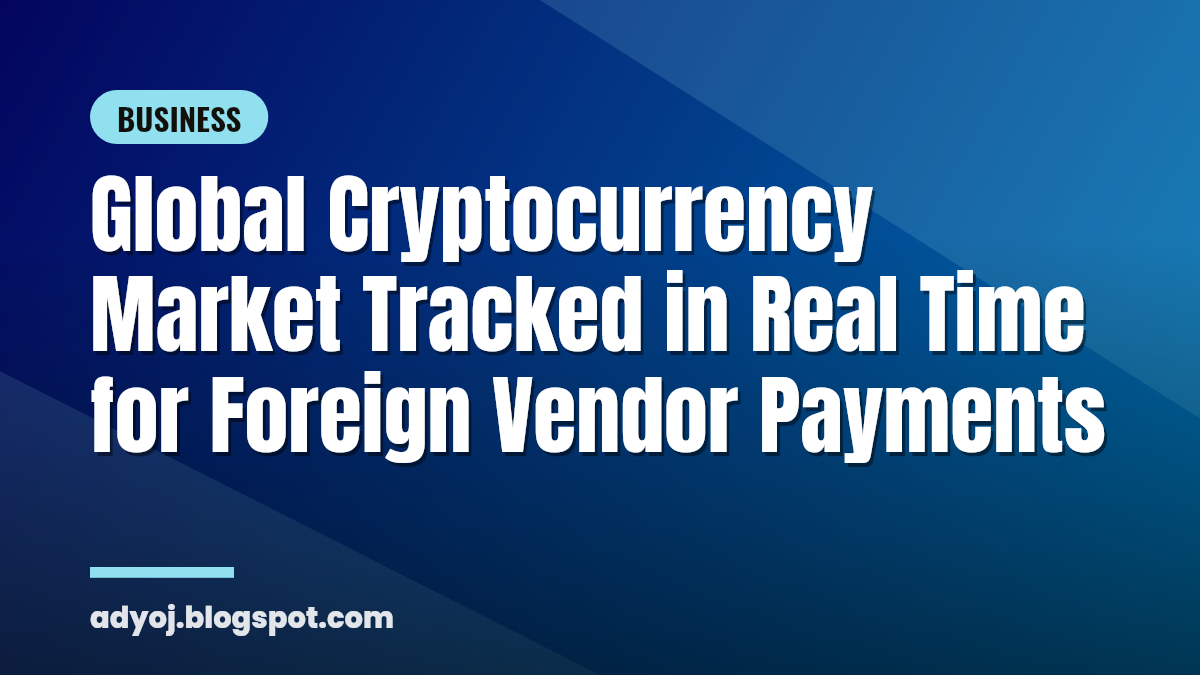 BUSINESS
Global Cryptocurrency
Market Tracked in Real Time
for Foreign Vendor Payments
adyoj.blogspot.com